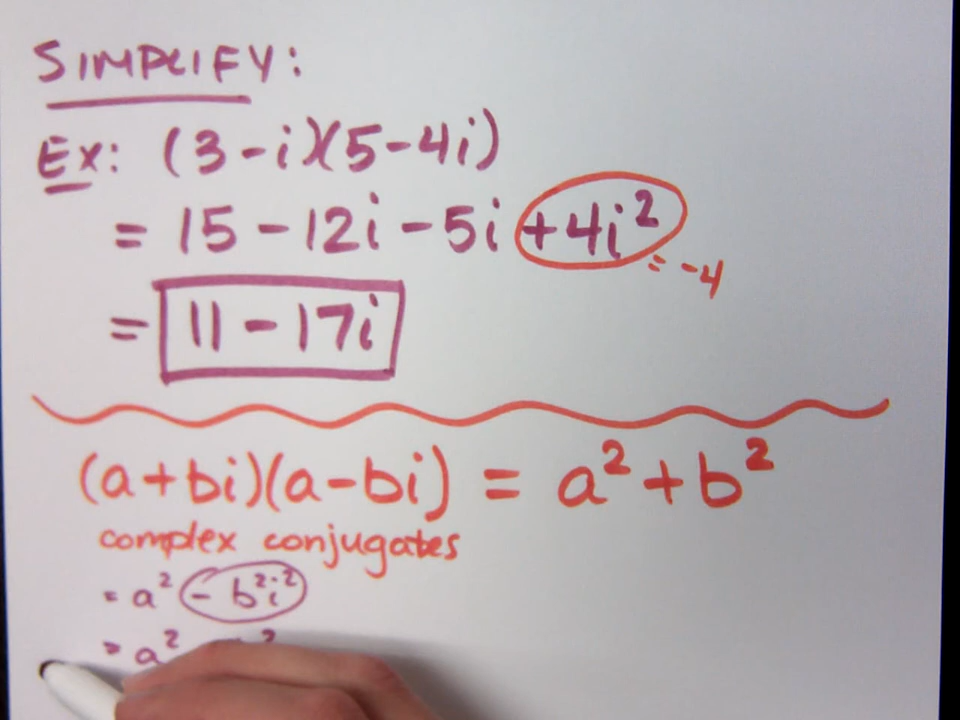 SIMPLIFY:
Ex: (3-i)(5-4i)
= 15 - 12i - 5i + 4i²
= -4
= 11 - 17i
(a+bi)(a-bi) = a² + b²
complex conjugates
= a² - b²i²
= a²